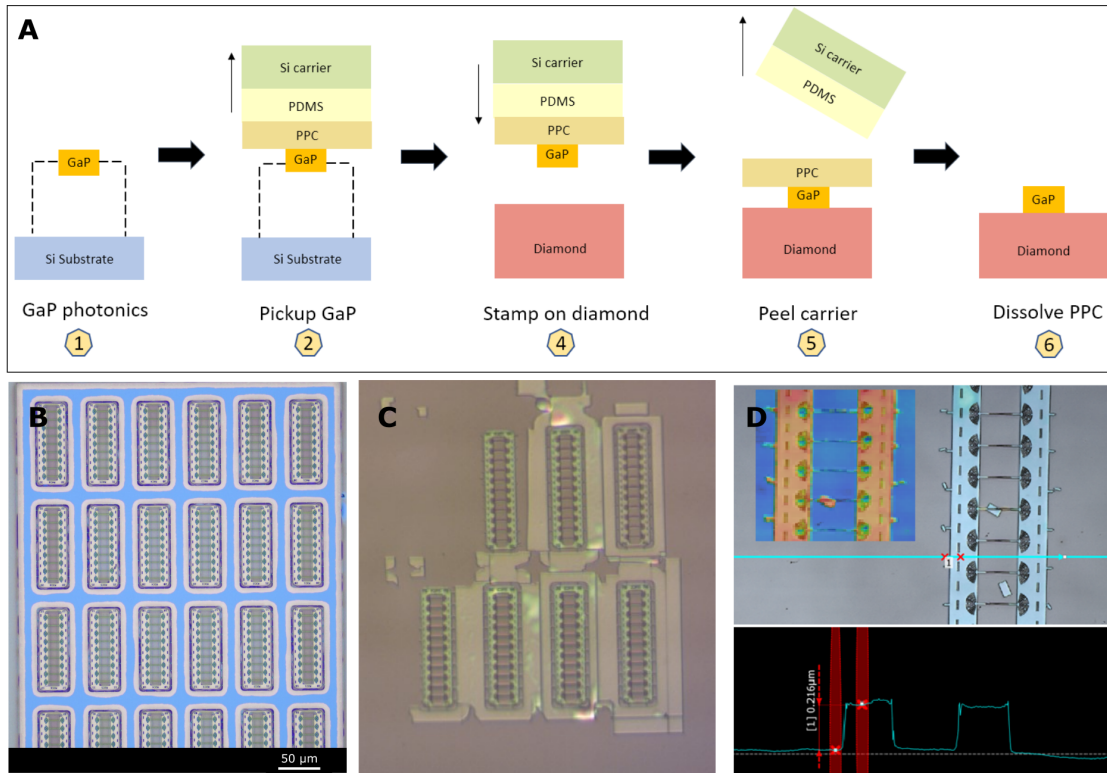 A
Si carrier
PDMS
PPC
GaP
Si Substrate
GaP photonics
1
GaP
Si Substrate
Pickup GaP
2
Si carrier
PDMS
PPC
GaP
Diamond
Stamp on diamond
4
Si carrier
PDMS
PPC
GaP
Diamond
Peel carrier
5
GaP
Diamond
Dissolve PPC
6
B
50 µm
C
D
1
[1] 0.216µm